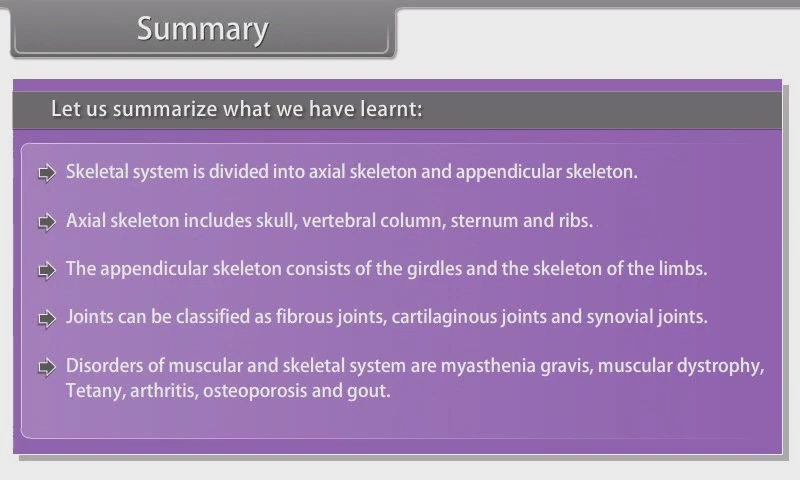 Summary
Let us summarize what we have learnt:
Skeletal system is divided into axial skeleton and appendicular skeleton.
Axial skeleton includes skull, vertebral column, sternum and ribs.
The appendicular skeleton consists of the girdles and the skeleton of the limbs.
Joints can be classified as fibrous joints, cartilaginous joints and synovial joints.
Disorders of muscular and skeletal system are myasthenia gravis, muscular dystrophy,
Tetany, arthritis, osteoporosis and gout.